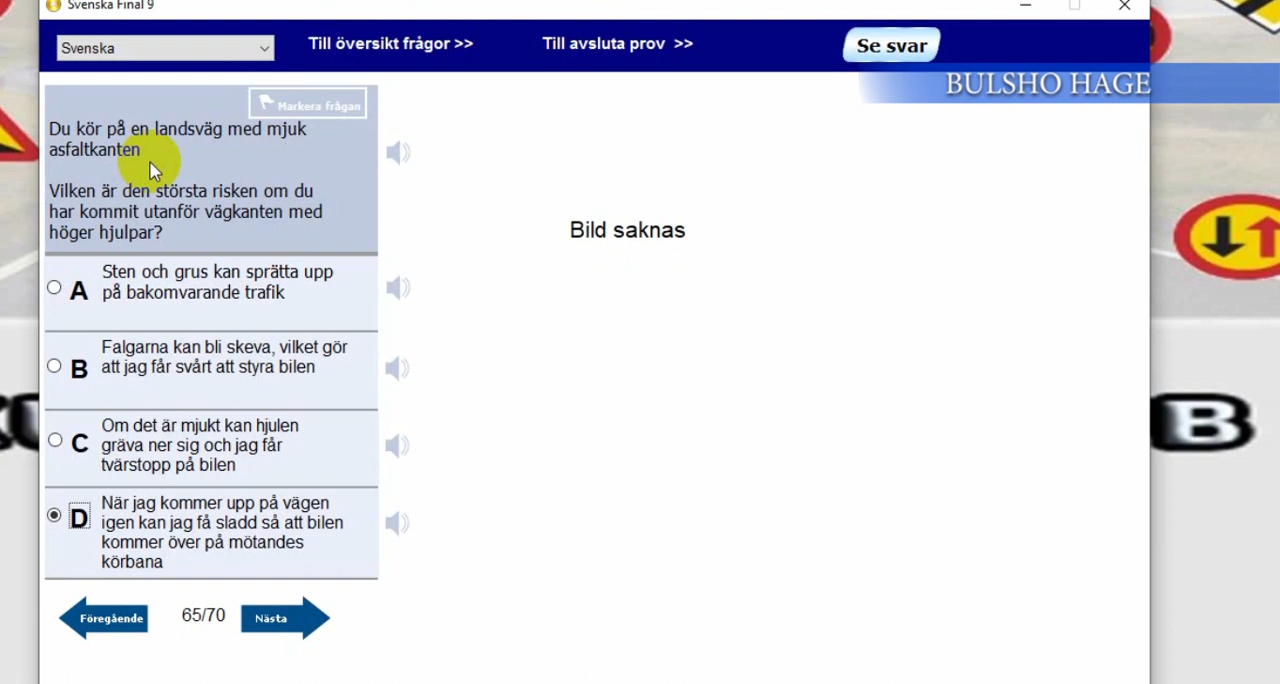 Svenska Final 9
Svenska
Till översikt frågor >>
Till avsluta prov >>
Se svar
BULSHO HAGE
Markera frågan
Du kör på en landsväg med mjuk
asfaltkanten
Vilken är den största risken om du
har kommit utanför vägkanten med
höger hjulpar?
Bild saknas
A
Sten och grus kan sprätta upp
på bakomvarande trafik
B
Falgarna kan bli skeva, vilket gör
att jag får svårt att styra bilen
C
Om det är mjukt kan hjulen
gräva ner sig och jag får
tvärstopp på bilen
D
När jag kommer upp på vägen
igen kan jag få sladd så att bilen
kommer över på mötandes
körbana
B
Föregående
65/70
Nästa